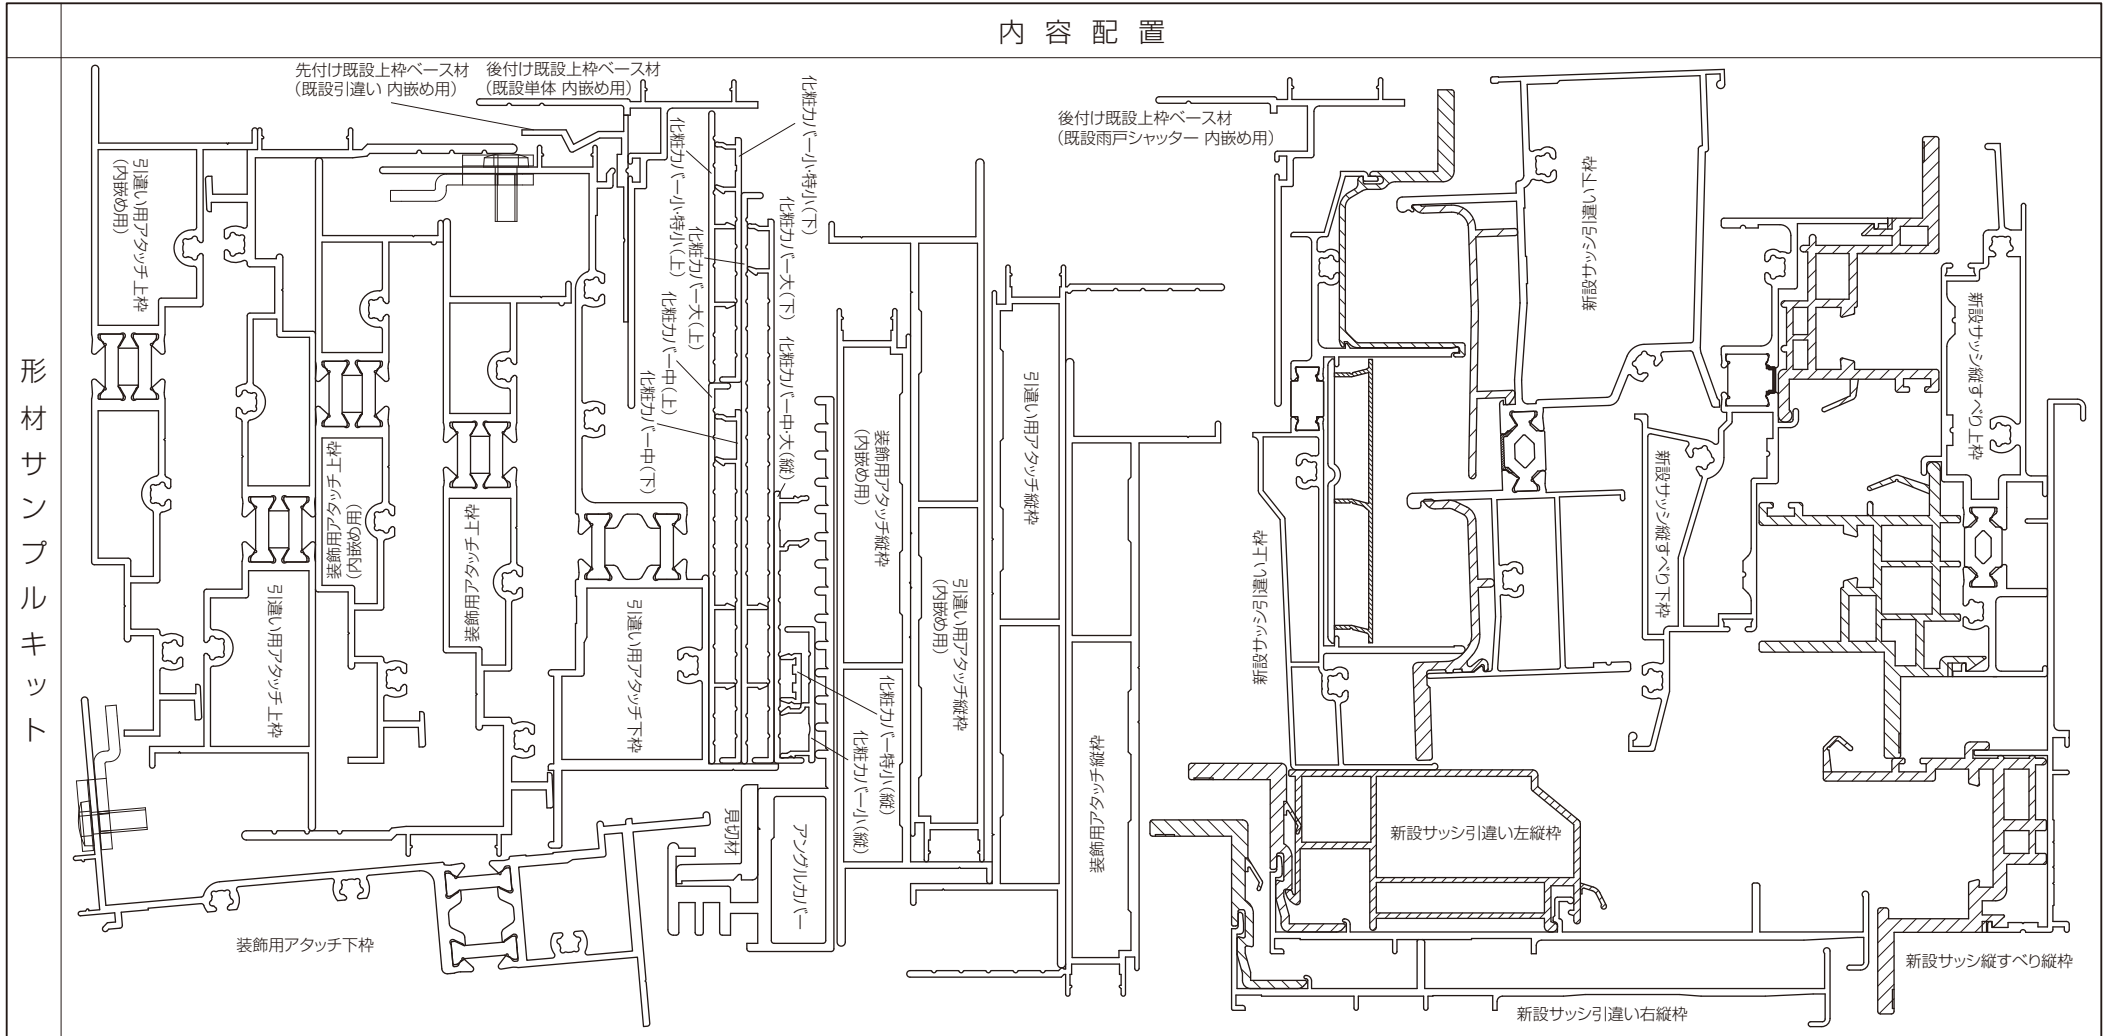 内容配置
形材サンプルキット
先付け既設上枠ベース材
(既設引違い 内嵌め用)
後付け既設上枠ベース材
(既設単体 内嵌め用)
化粧カバー小・特小(下)
化粧カバー小・特小(上)
化粧カバー大(下)
化粧カバー大(上)
化粧カバー中(上)
化粧カバー中(下)
化粧カバー中・大(縦)
引違い用アタッチ上枠
(内嵌め用)
装飾用アタッチ上枠
(内嵌め用)
装飾用アタッチ上枠
引違い用アタッチ上枠
引違い用アタッチ下枠
装飾用アタッチ下枠
装飾用アタッチ縦枠
(内嵌め用)
引違い用アタッチ縦枠
(内嵌め用)
引違い用アタッチ縦枠
装飾用アタッチ縦枠
化粧カバー特小(縦)
化粧カバー小(縦)
見切材
アングルカバー
後付け既設上枠ベース材
(既設雨戸シャッター 内嵌め用)
新設サッシ引違い下枠
新設サッシ縦すべり上枠
新設サッシ縦すべり下枠
新設サッシ引違い上枠
新設サッシ引違い左縦枠
新設サッシ縦すべり縦枠
新設サッシ引違い右縦枠